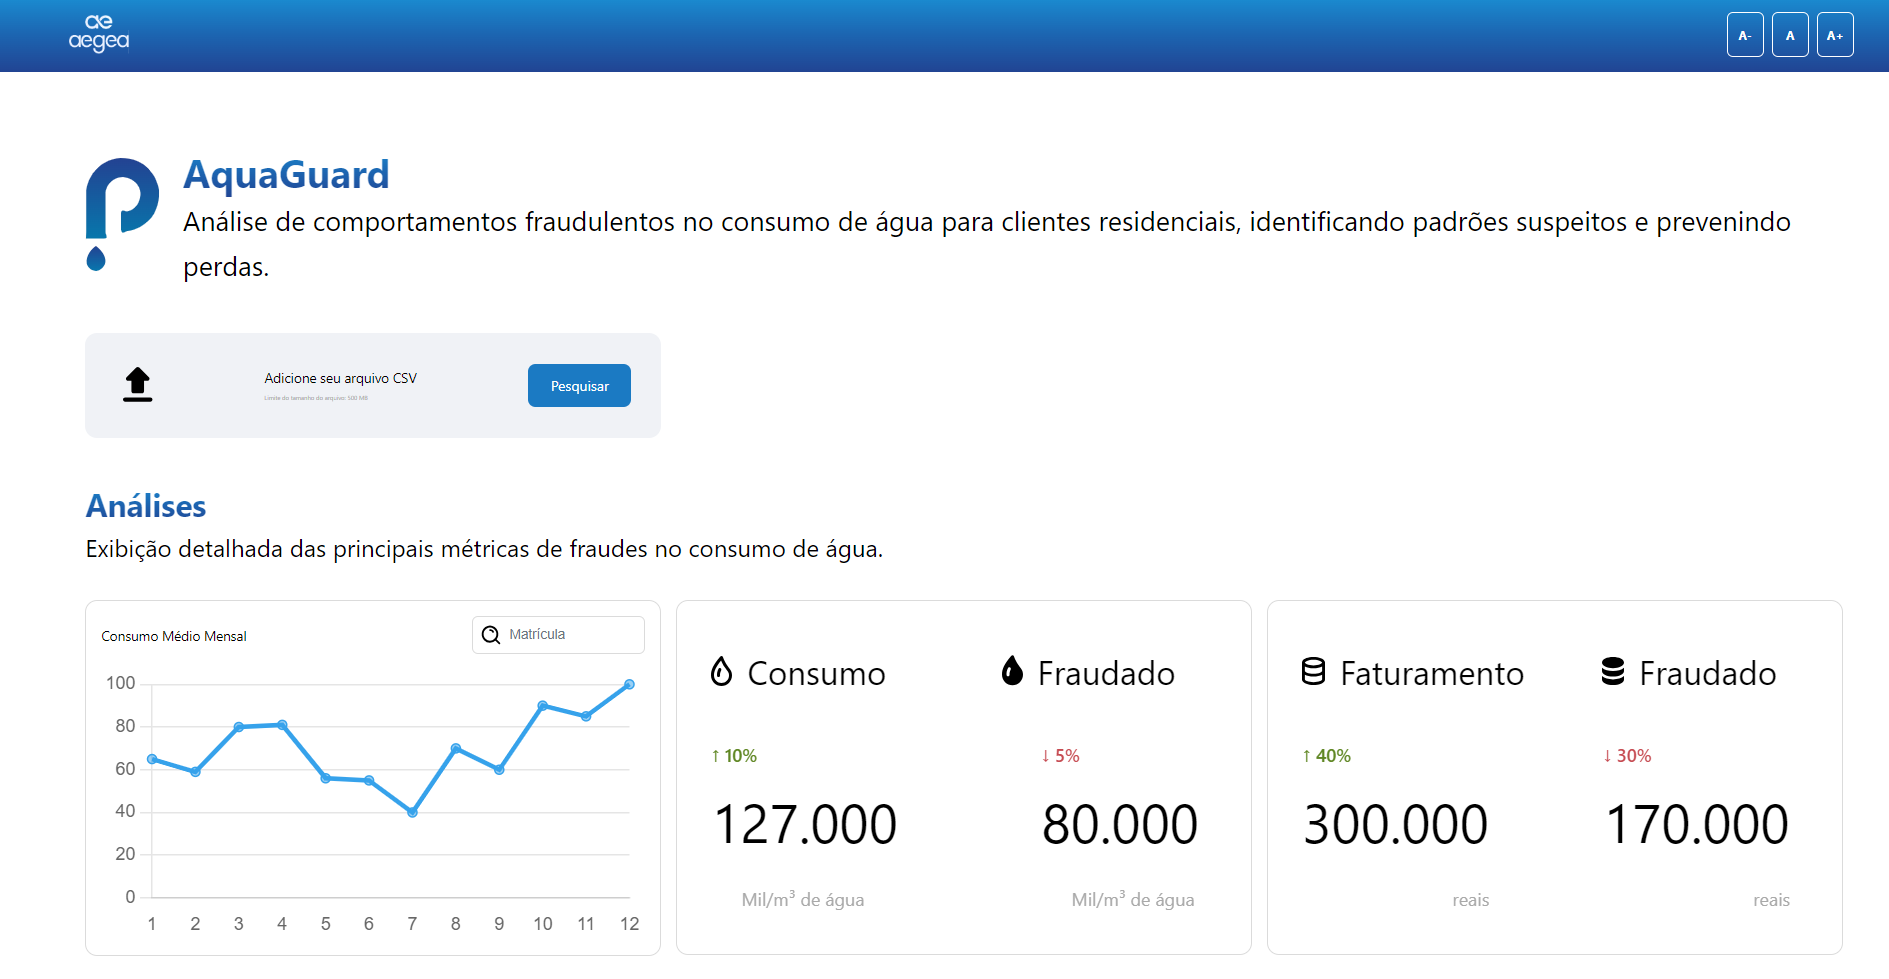 ae
aegea
A- A A+
AquaGuard
Análise de comportamentos fraudulentos no consumo de água para clientes residenciais, identificando padrões suspeitos e prevenindo
perdas.
Adicione seu arquivo CSV
Limite do tamanho do arquivo: 500 MB
Pesquisar
Análises
Exibição detalhada das principais métricas de fraudes no consumo de água.
Consumo Médio Mensal
Matrícula
100
80
60
40
20
0
1 2 3 4 5 6 7 8 9 10 11 12
Consumo
↑ 10%
127.000
Mil/m³ de água
Fraudado
↓ 5%
80.000
Mil/m³ de água
Faturamento
↑ 40%
300.000
reais
Fraudado
↓ 30%
170.000
reais